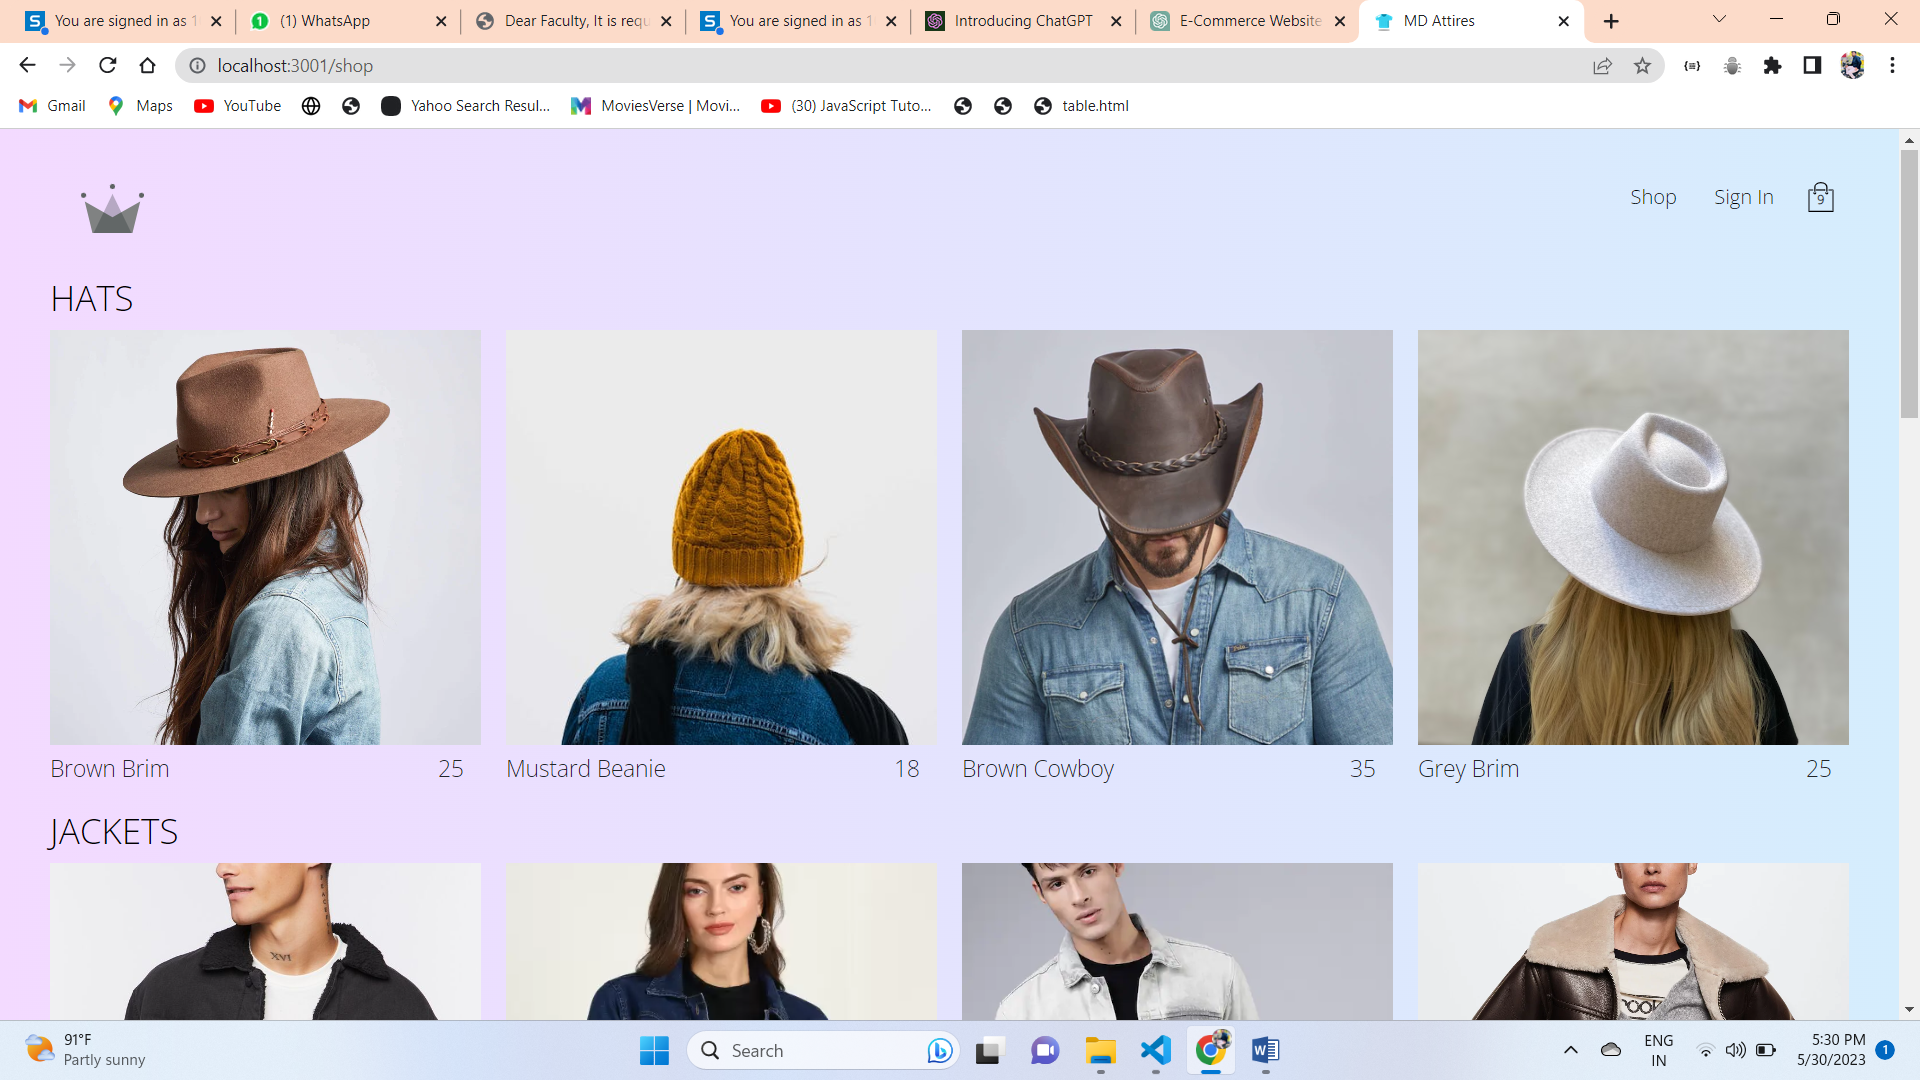 You are signed in as 1
(1) WhatsApp
Dear Faculty, It is requ
You are signed in as 1
Introducing ChatGPT
E-Commerce Website
MD Attires
localhost:3001/shop
Gmail
Maps
YouTube
Yahoo Search Resul...
MoviesVerse | Movi...
(30) JavaScript Tuto...
table.html
Shop
Sign In
9
HATS
Brown Brim 25
Mustard Beanie 18
Brown Cowboy 35
Grey Brim 25
JACKETS
XVI
91°F
Partly sunny
Search
ENG
IN
5:30 PM
5/30/2023
1